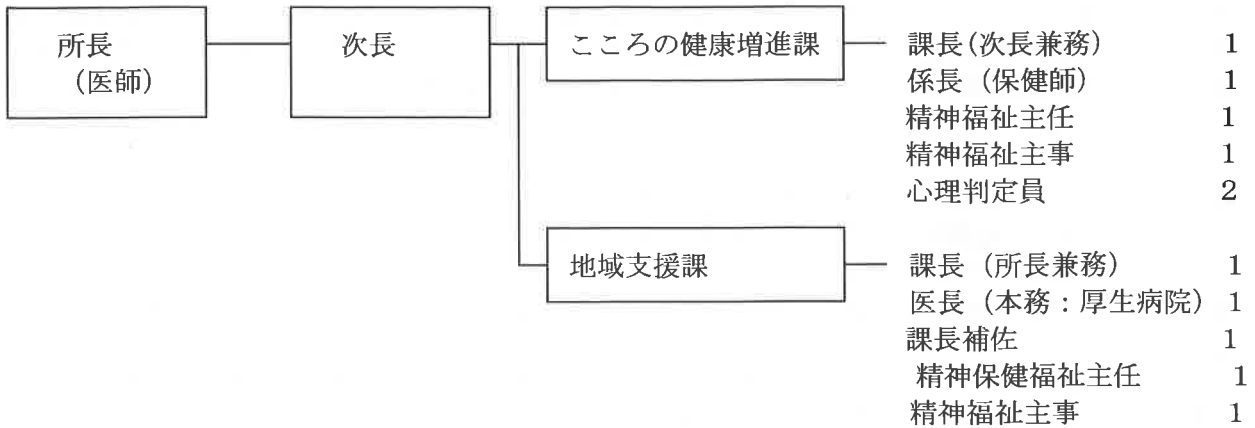 所長
（医師）
次長
こころの健康増進課
課長(次長兼務) 1
係長（保健師） 1
精神福祉主任 1
精神福祉主事 1
心理判定員 2
地域支援課
課長（所長兼務） 1
医長（本務：厚生病院） 1
課長補佐 1
精神保健福祉主任 1
精神福祉主事 1